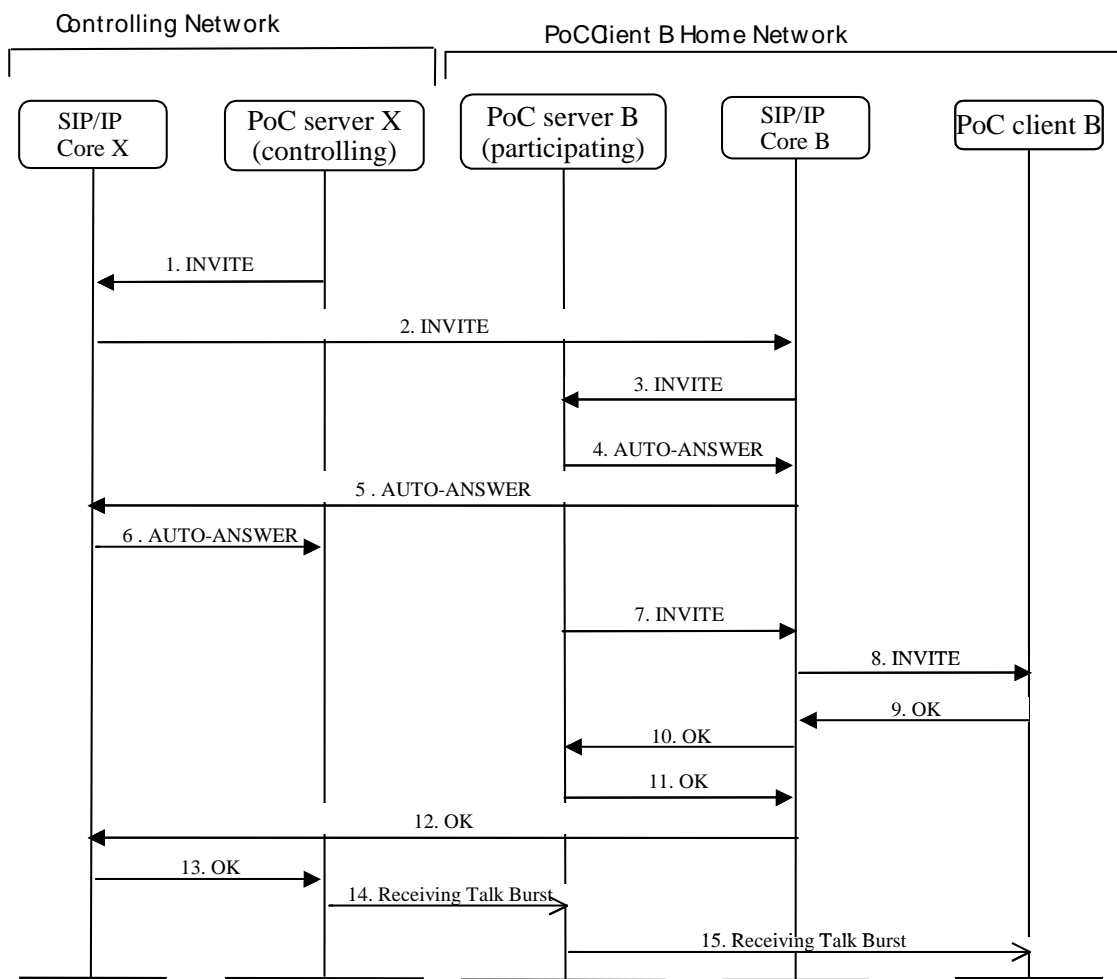 Controlling Network
PoCClient B Home Network
SIP/IP
Core X
PoC server X
(controlling)
PoC server B
(participating)
SIP/IP
Core B
PoC client B
1. INVITE
2. INVITE
3. INVITE
4. AUTO-ANSWER
5 . AUTO-ANSWER
6 . AUTO-ANSWER
7. INVITE
8. INVITE
9. OK
10. OK
11. OK
12. OK
13. OK
14. Receiving Talk Burst
15. Receiving Talk Burst